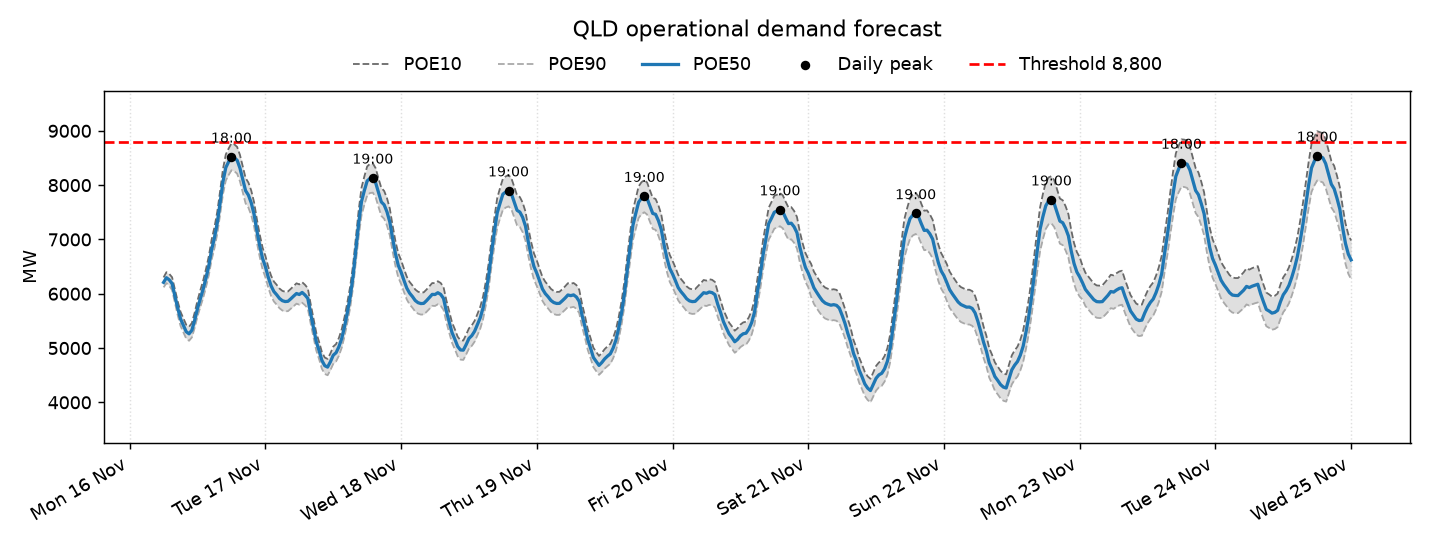 QLD operational demand forecast
POE10 POE90 POE50 Daily peak Threshold 8,800
MW
9000
8000
7000
6000
5000
4000
18:00
19:00
19:00
19:00
19:00
19:00
19:00
18:00
18:00
Mon 16 Nov
Tue 17 Nov
Wed 18 Nov
Thu 19 Nov
Fri 20 Nov
Sat 21 Nov
Sun 22 Nov
Mon 23 Nov
Tue 24 Nov
Wed 25 Nov